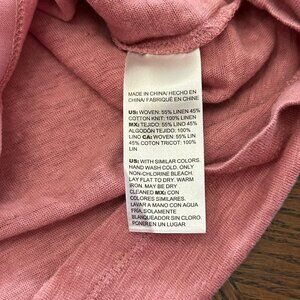 MADE IN CHINA/ HECHO EN
CHINA/ FABRIQUÉ EN CHINE
US: WOVEN: 55% LINEN 45%
COTTON KNIT: 100% LINEN
MX: TEJIDO: 55% LINO 45%
ALGODÓN TEJIDO: 100%
LINO CA: WOVEN: 55% LIN
45% COTON TRICOT: 100%
LIN
US: WITH SIMILAR COLORS.
HAND WASH COLD. ONLY
NON-CHLORINE BLEACH.
LAY FLAT TO DRY. WARM
IRON. MAY BE DRY
CLEANED MX: CON
COLORES SIMILARES.
LAVAR A MANO CON AGUA
FRÍA. SOLAMENTE
BLANQUEADOR SIN CLORO.
PONER EN UN LUGAR